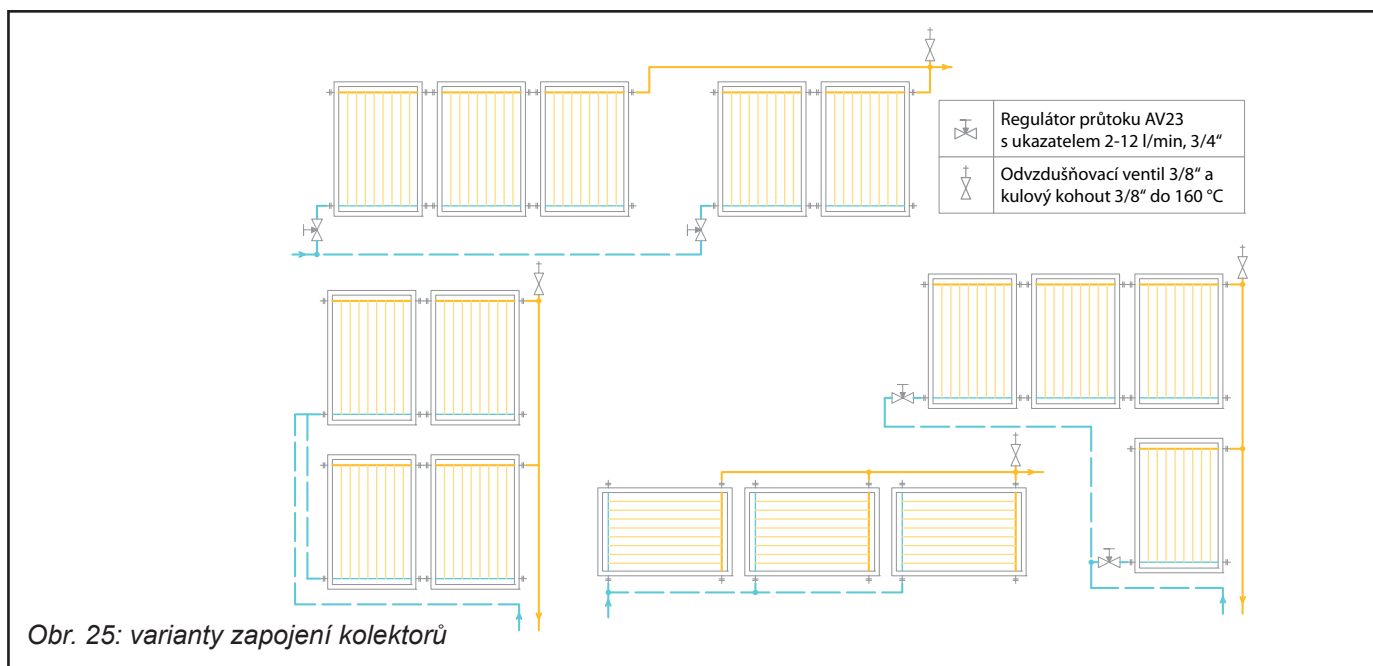 Regulátor průtoku AV23
s ukazatelem 2-12 l/min, 3/4“
Odvzdušňovací ventil 3/8“ a
kulový kohout 3/8“ do 160 °C
Obr. 25: varianty zapojení kolektorů